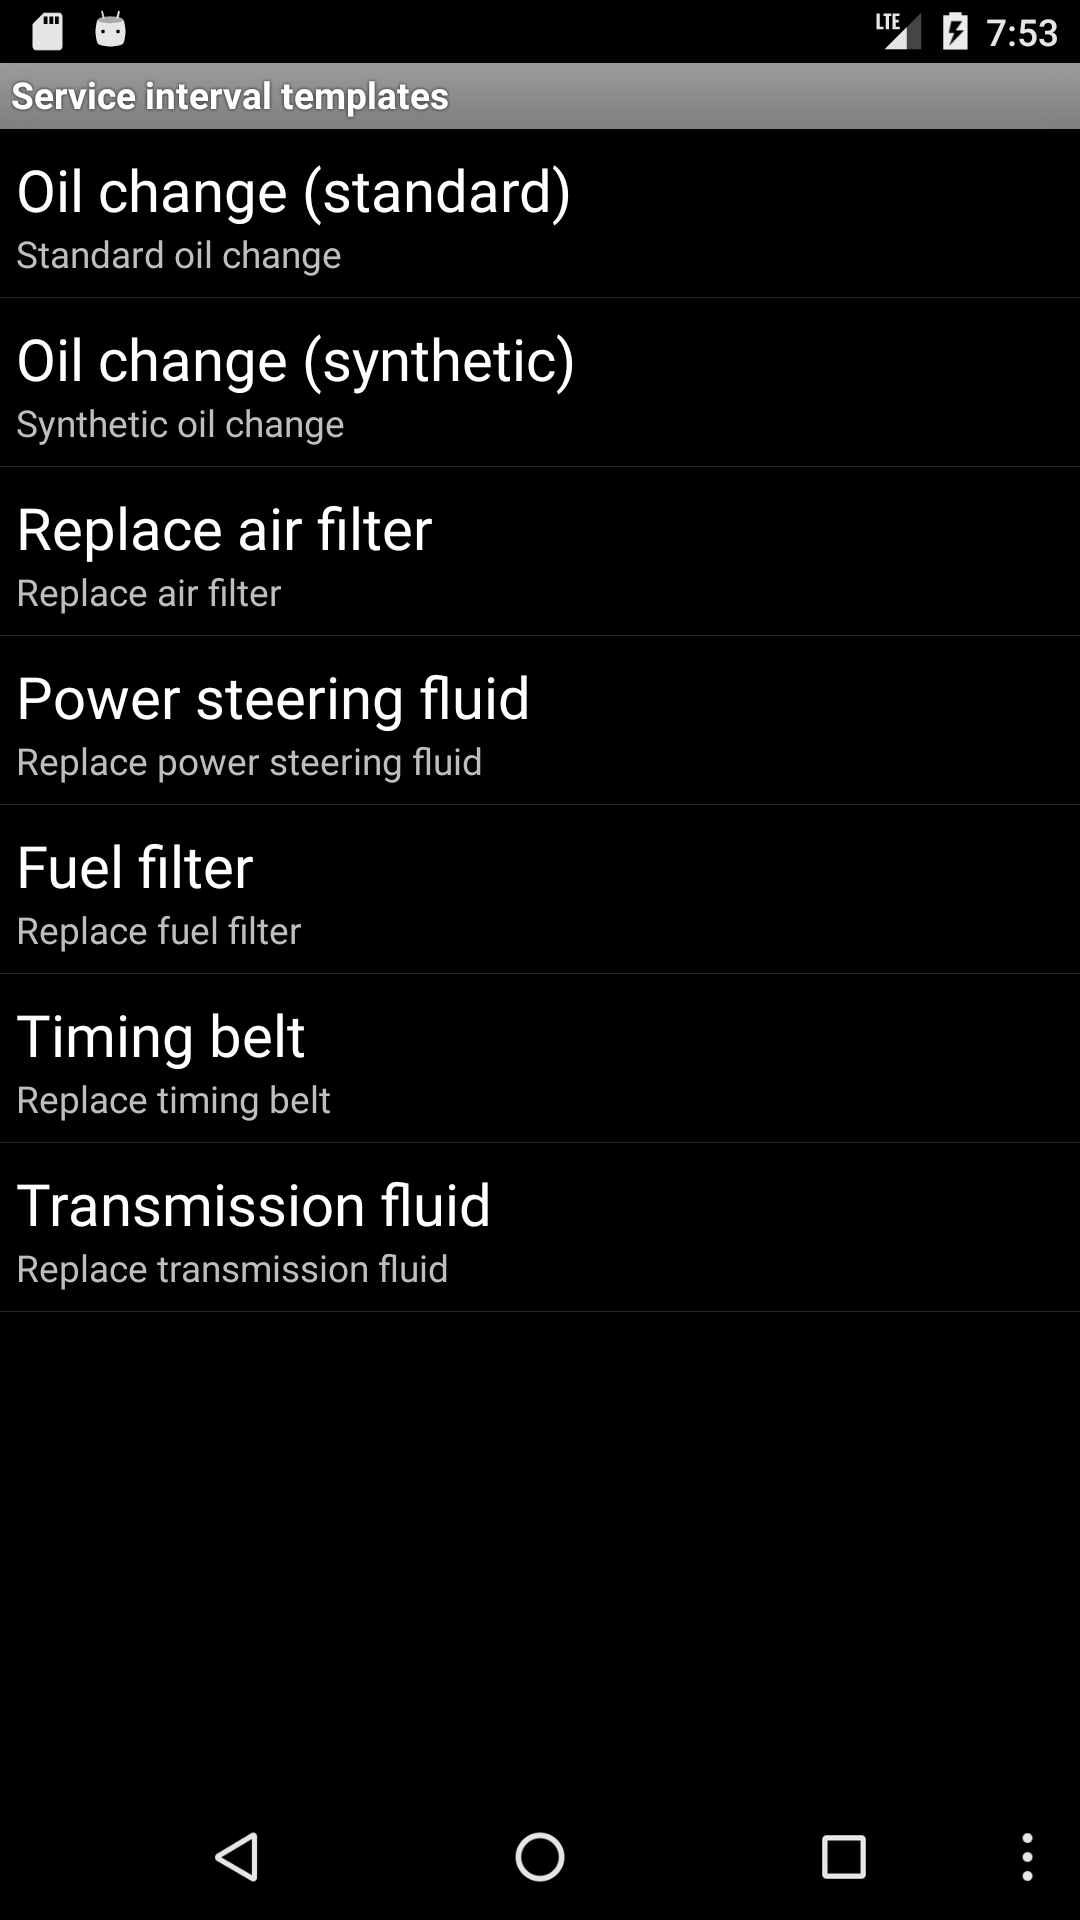 LTE 7:53
Service interval templates
Oil change (standard)
Standard oil change
Oil change (synthetic)
Synthetic oil change
Replace air filter
Replace air filter
Power steering fluid
Replace power steering fluid
Fuel filter
Replace fuel filter
Timing belt
Replace timing belt
Transmission fluid
Replace transmission fluid